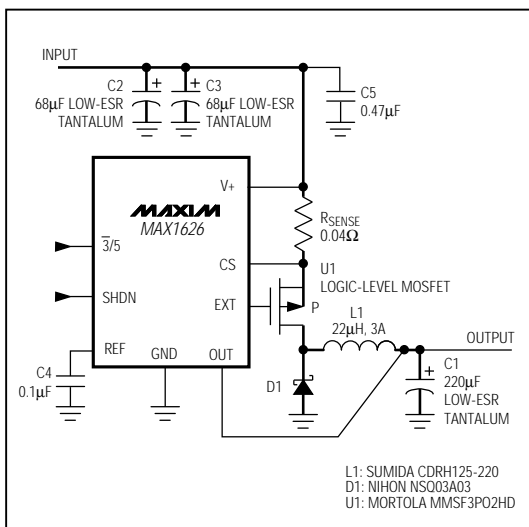 INPUT
C2
68µF LOW-ESR
TANTALUM
+
C3
68µF LOW-ESR
TANTALUM
+
C5
0.47µF
V+
MAXIM
MAX1626
RSENSE
0.04Ω
3/5
CS
U1
LOGIC-LEVEL MOSFET
SHDN
EXT
P
L1
22µH, 3A
OUTPUT
REF
GND
OUT
C4
0.1µF
D1
+
C1
220µF
LOW-ESR
TANTALUM
L1: SUMIDA CDRH125-220
D1: NIHON NSQ03A03
U1: MORTOLA MMSF3PO2HD